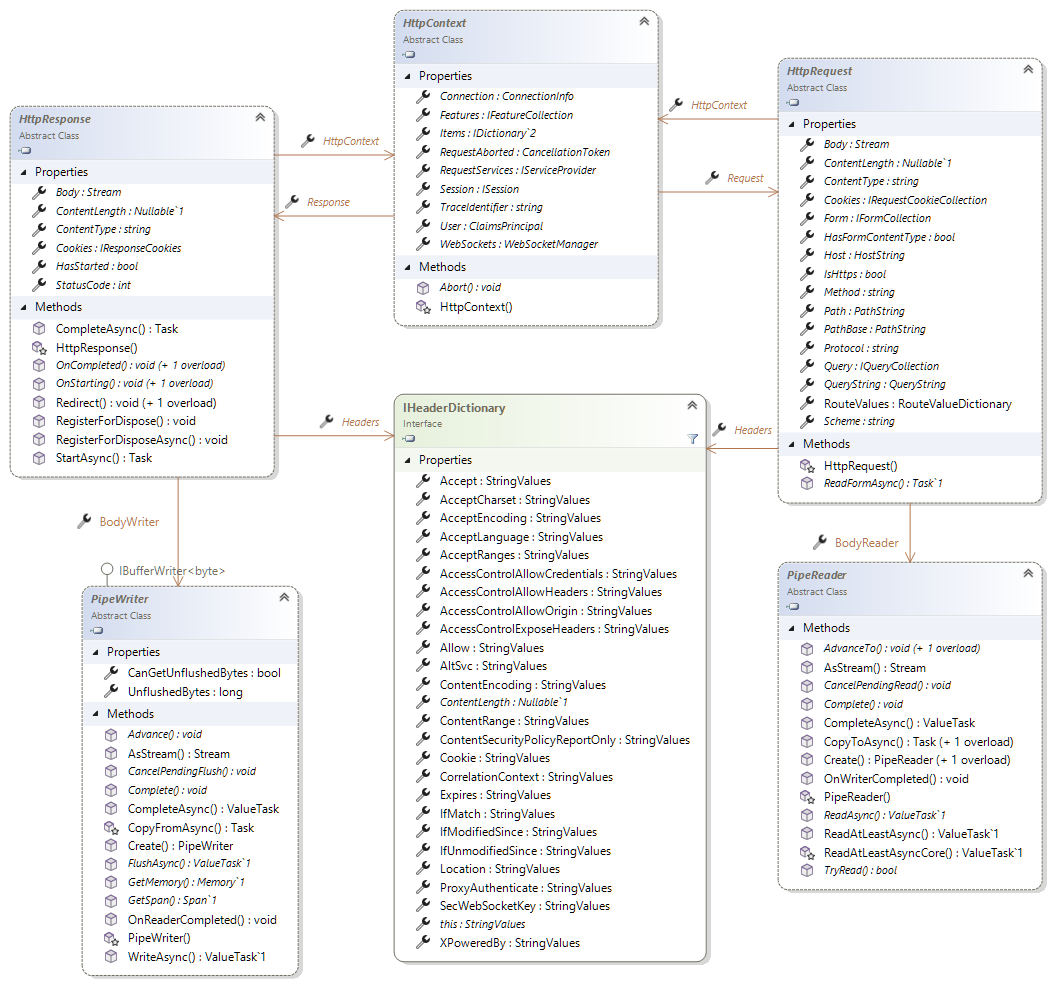 HttpContext
Abstract Class
Properties
Connection : ConnectionInfo
Features : IFeatureCollection
Items : IDictionary`2
RequestAborted : CancellationToken
RequestServices : IServiceProvider
Session : ISession
TraceIdentifier : string
User : ClaimsPrincipal
WebSockets : WebSocketManager
Methods
Abort() : void
HttpContext()
HttpRequest
Abstract Class
Properties
Body : Stream
ContentLength : Nullable`1
ContentType : string
Cookies : IRequestCookieCollection
Form : IFormCollection
HasFormContentType : bool
Host : HostString
IsHttps : bool
Method : string
Path : PathString
PathBase : PathString
Protocol : string
Query : IQueryCollection
QueryString : QueryString
RouteValues : RouteValueDictionary
Scheme : string
Methods
HttpRequest()
ReadFormAsync() : Task`1
HttpContext
Request
HttpResponse
Abstract Class
Properties
Body : Stream
ContentLength : Nullable`1
ContentType : string
Cookies : IResponseCookies
HasStarted : bool
StatusCode : int
Methods
CompleteAsync() : Task
HttpResponse()
OnCompleted() : void (+ 1 overload)
OnStarting() : void (+ 1 overload)
Redirect() : void (+ 1 overload)
RegisterForDispose() : void
RegisterForDisposeAsync() : void
StartAsync() : Task
HttpContext
Response
Headers
IHeaderDictionary
Interface
Properties
Accept : StringValues
AcceptCharset : StringValues
AcceptEncoding : StringValues
AcceptLanguage : StringValues
AcceptRanges : StringValues
AccessControlAllowCredentials : StringValues
AccessControlAllowHeaders : StringValues
AccessControlAllowOrigin : StringValues
AccessControlExposeHeaders : StringValues
Allow : StringValues
AltSvc : StringValues
ContentEncoding : StringValues
ContentLength : Nullable`1
ContentRange : StringValues
ContentSecurityPolicyReportOnly : StringValues
Cookie : StringValues
CorrelationContext : StringValues
Expires : StringValues
IfMatch : StringValues
IfModifiedSince : StringValues
IfUnmodifiedSince : StringValues
Location : StringValues
ProxyAuthenticate : StringValues
SecWebSocketKey : StringValues
this : StringValues
XPoweredBy : StringValues
Headers
BodyWriter
IBufferWriter<byte>
PipeWriter
Abstract Class
Properties
CanGetUnflushedBytes : bool
UnflushedBytes : long
Methods
Advance() : void
AsStream() : Stream
CancelPendingFlush() : void
Complete() : void
CompleteAsync() : ValueTask
CopyFromAsync() : Task
Create() : PipeWriter
FlushAsync() : ValueTask`1
GetMemory() : Memory`1
GetSpan() : Span`1
OnReaderCompleted() : void
PipeWriter()
WriteAsync() : ValueTask`1
BodyReader
PipeReader
Abstract Class
Methods
AdvanceTo() : void (+ 1 overload)
AsStream() : Stream
CancelPendingRead() : void
Complete() : void
CompleteAsync() : ValueTask
CopyToAsync() : Task (+ 1 overload)
Create() : PipeReader (+ 1 overload)
OnWriterCompleted() : void
PipeReader()
ReadAsync() : ValueTask`1
ReadAtLeastAsync() : ValueTask`1
ReadAtLeastAsyncCore() : ValueTask`1
TryRead() : bool